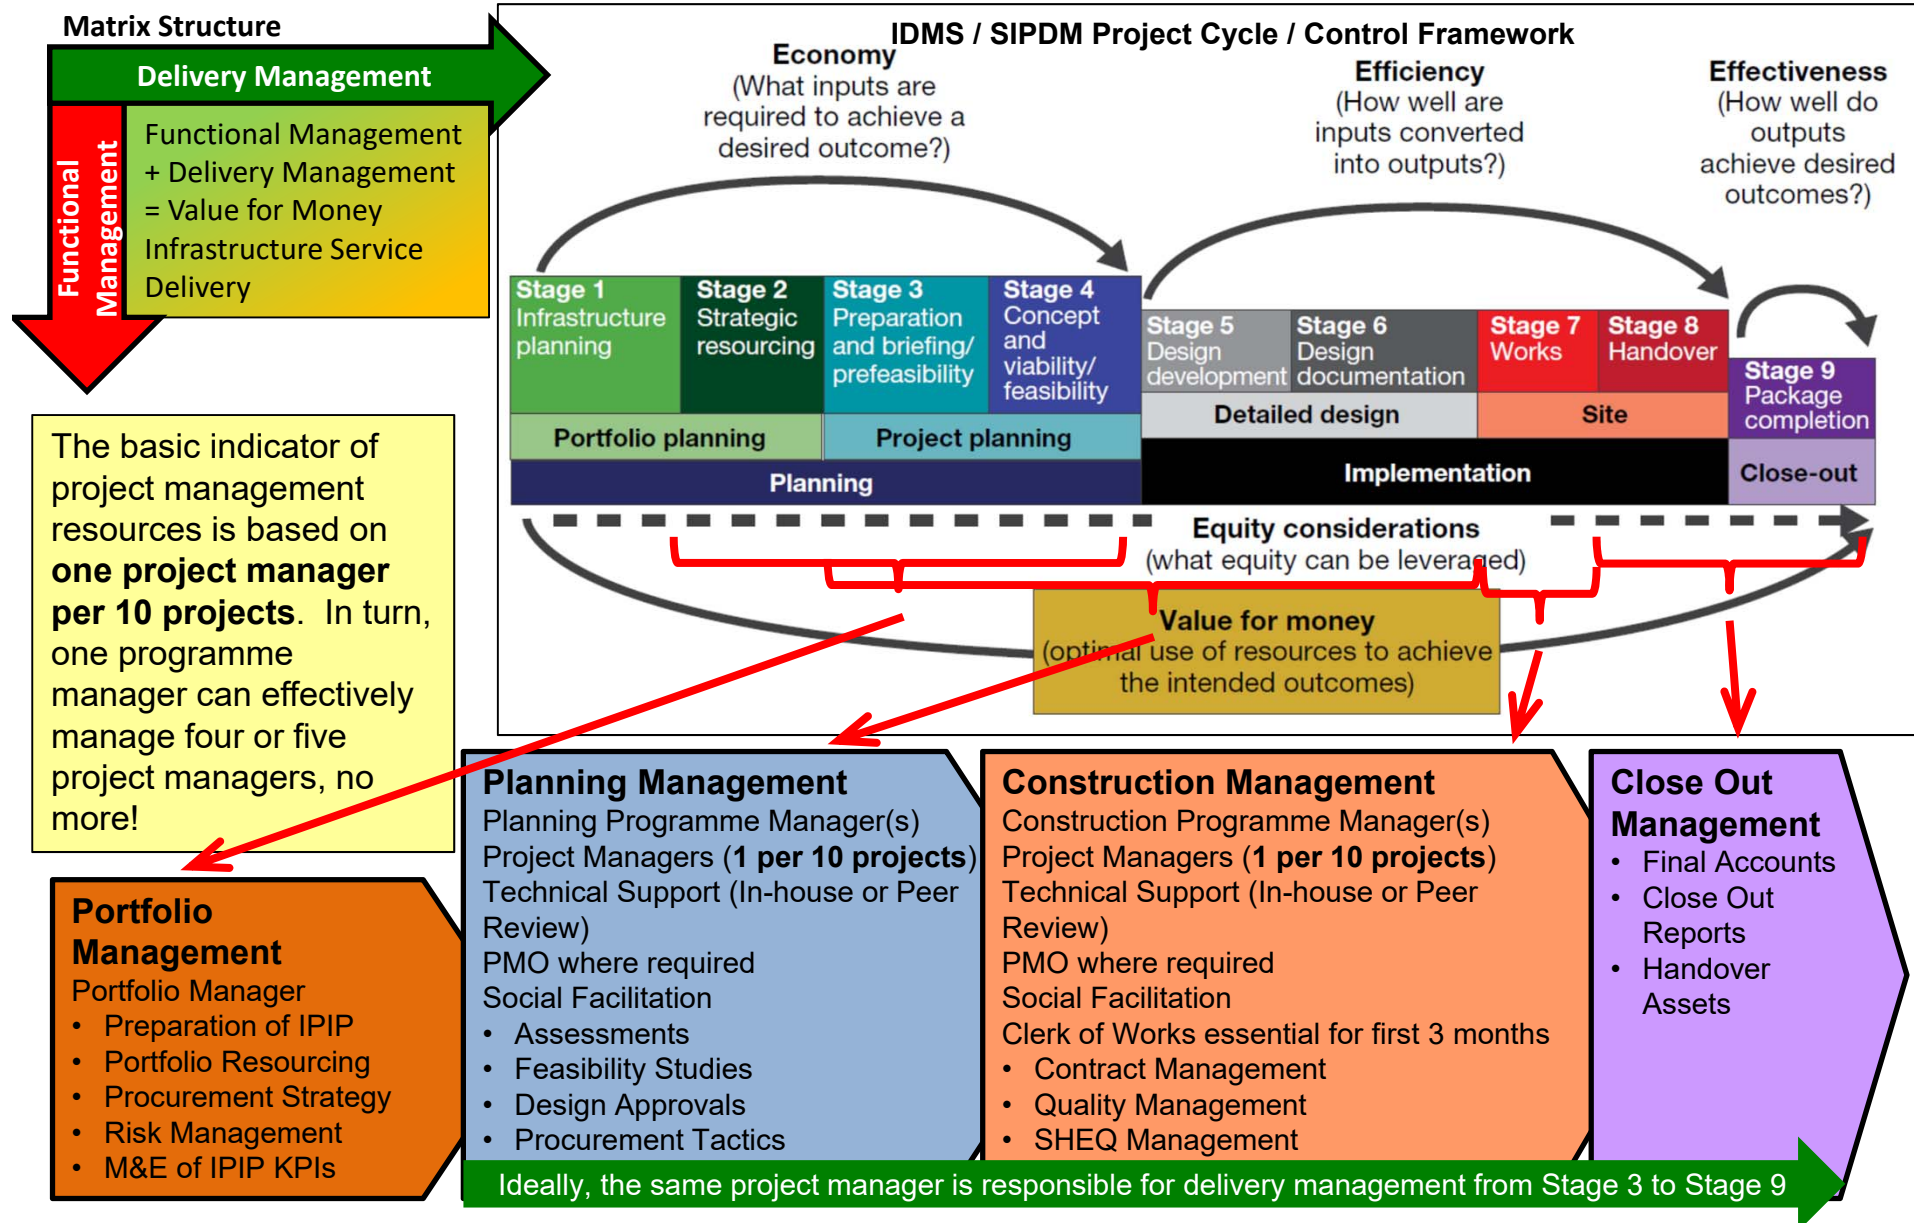 Matrix Structure
Delivery Management
Functional
Management
Functional Management
+ Delivery Management
= Value for Money
Infrastructure Service
Delivery
IDMS / SIPDM Project Cycle / Control Framework
Economy
(What inputs are
required to achieve a
desired outcome?)
Efficiency
(How well are
inputs converted
into outputs?)
Effectiveness
(How well do
outputs
achieve desired
outcomes?)
Stage 1
Infrastructure
planning
Stage 2
Strategic
resourcing
Stage 3
Preparation
and briefing/
prefeasibility
Stage 4
Concept
and
viability/
feasibility
Stage 5
Design
development
Stage 6
Design
documentation
Stage 7
Works
Stage 8
Handover
Stage 9
Package
completion
Portfolio planning
Project planning
Detailed design
Site
Planning
Implementation
Close-out
Equity considerations
(what equity can be leveraged)
Value for money
(optimal use of resources to achieve
the intended outcomes)
The basic indicator of
project management
resources is based on
one project manager
per 10 projects. In turn,
one programme
manager can effectively
manage four or five
project managers, no
more!
Portfolio
Management
Portfolio Manager
• Preparation of IPIP
• Portfolio Resourcing
• Procurement Strategy
• Risk Management
• M&E of IPIP KPIs
Planning Management
Planning Programme Manager(s)
Project Managers (1 per 10 projects)
Technical Support (In-house or Peer
Review)
PMO where required
Social Facilitation
• Assessments
• Feasibility Studies
• Design Approvals
• Procurement Tactics
Construction Management
Construction Programme Manager(s)
Project Managers (1 per 10 projects)
Technical Support (In-house or Peer
Review)
PMO where required
Social Facilitation
Clerk of Works essential for first 3 months
• Contract Management
• Quality Management
• SHEQ Management
Close Out
Management
• Final Accounts
• Close Out
Reports
• Handover
Assets
Ideally, the same project manager is responsible for delivery management from Stage 3 to Stage 9